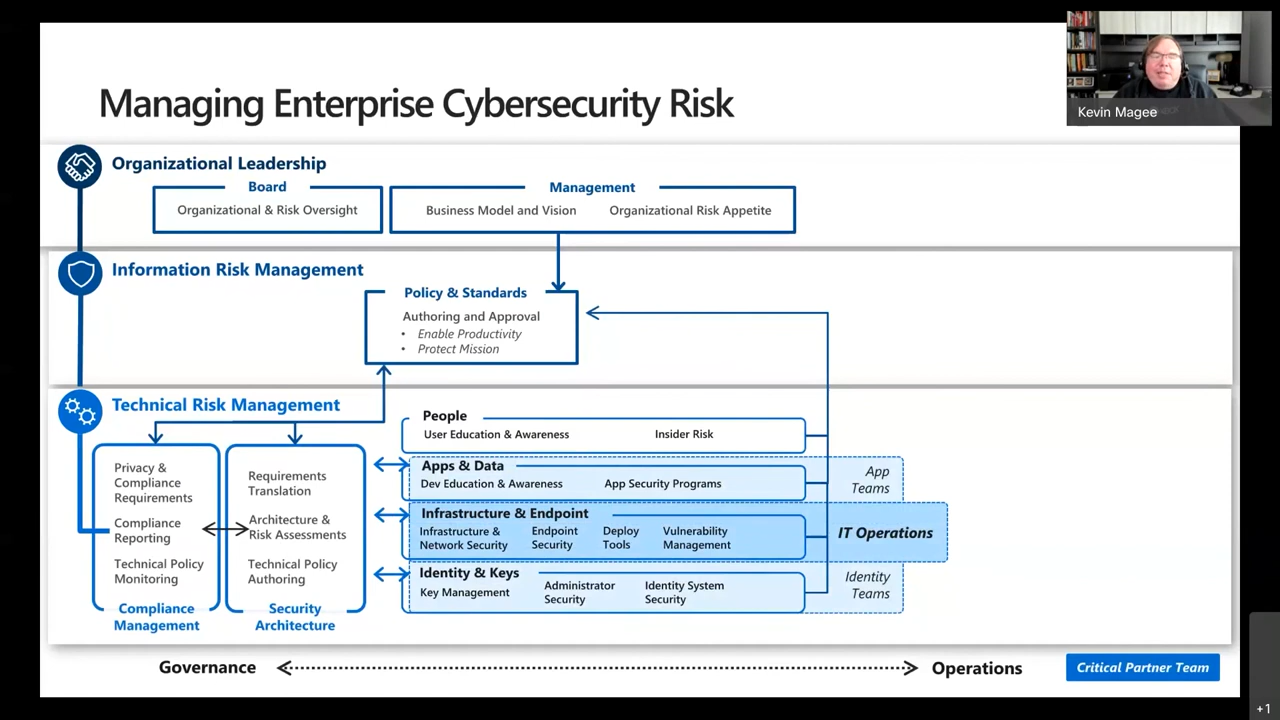 Managing Enterprise Cybersecurity Risk
Kevin Magee
Organizational Leadership
Board
Organizational & Risk Oversight
Management
Business Model and Vision
Organizational Risk Appetite
Information Risk Management
Policy & Standards
Authoring and Approval
• Enable Productivity
• Protect Mission
Technical Risk Management
Privacy &
Compliance
Requirements
Compliance
Reporting
Technical Policy
Monitoring
Compliance
Management
Requirements
Translation
Architecture &
Risk Assessments
Technical Policy
Authoring
Security
Architecture
People
User Education & Awareness
Insider Risk
Apps & Data
Dev Education & Awareness
App Security Programs
App
Teams
Infrastructure & Endpoint
Infrastructure &
Network Security
Endpoint
Security
Deploy
Tools
Vulnerability
Management
IT Operations
Identity & Keys
Key Management
Administrator
Security
Identity System
Security
Identity
Teams
Governance
Operations
Critical Partner Team
+1